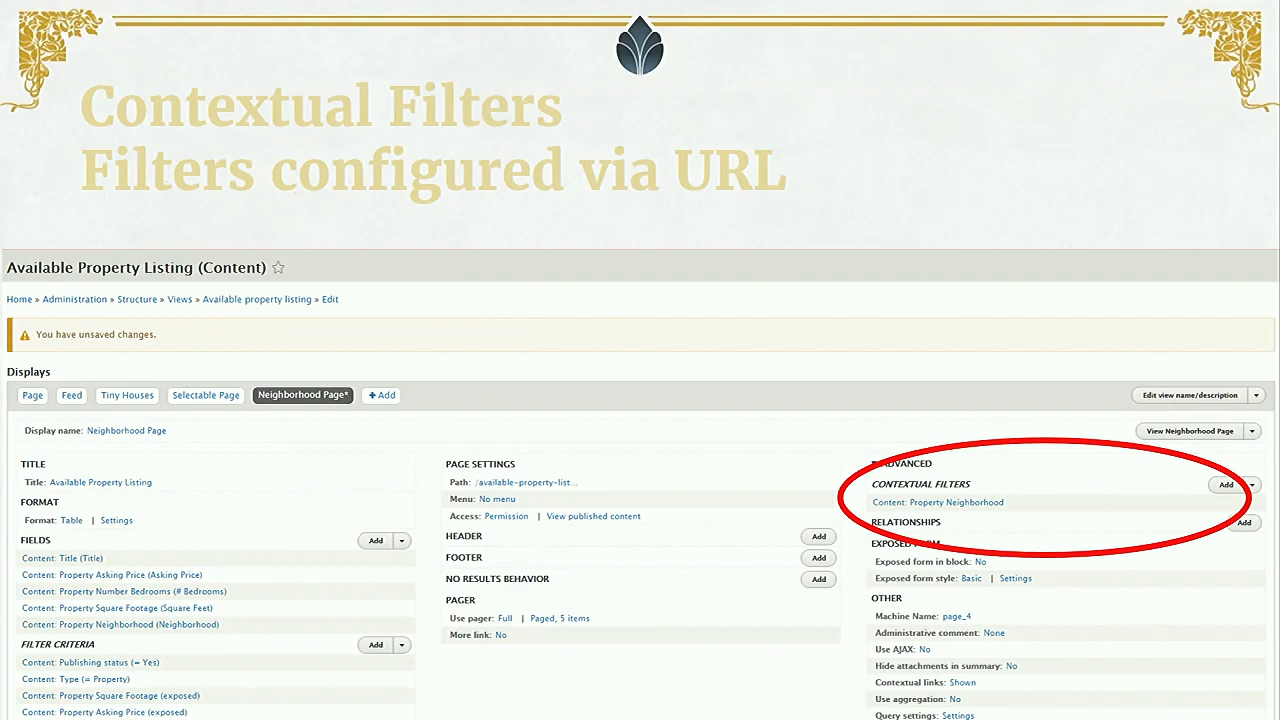 Contextual Filters
Filters configured via URL
Available Property Listing (Content)
Home » Administration » Structure » Views » Available property listing » Edit
You have unsaved changes.
Displays
Page Feed Tiny Houses Selectable Page Neighborhood Page* + Add Edit view name/description
Display name: Neighborhood Page View Neighborhood Page
TITLE
Title: Available Property Listing
FORMAT
Format: Table | Settings
FIELDS Add
Content: Title (Title)
Content: Property Asking Price (Asking Price)
Content: Property Number Bedrooms (# Bedrooms)
Content: Property Square Footage (Square Feet)
Content: Property Neighborhood (Neighborhood)
FILTER CRITERIA Add
Content: Publishing status (= Yes)
Content: Type (= Property)
Content: Property Square Footage (exposed)
Content: Property Asking Price (exposed)
PAGE SETTINGS
Path: /available-property-list...
Menu: No menu
Access: Permission | View published content
HEADER Add
FOOTER Add
NO RESULTS BEHAVIOR Add
PAGER
Use pager: Full | Paged, 5 items
More link: No
ADVANCED
CONTEXTUAL FILTERS Add
Content: Property Neighborhood
RELATIONSHIPS Add
EXPOSED FORM
Exposed form in block: No
Exposed form style: Basic | Settings
OTHER
Machine Name: page_4
Administrative comment: None
Use AJAX: No
Hide attachments in summary: No
Contextual links: Shown
Use aggregation: No
Query settings: Settings